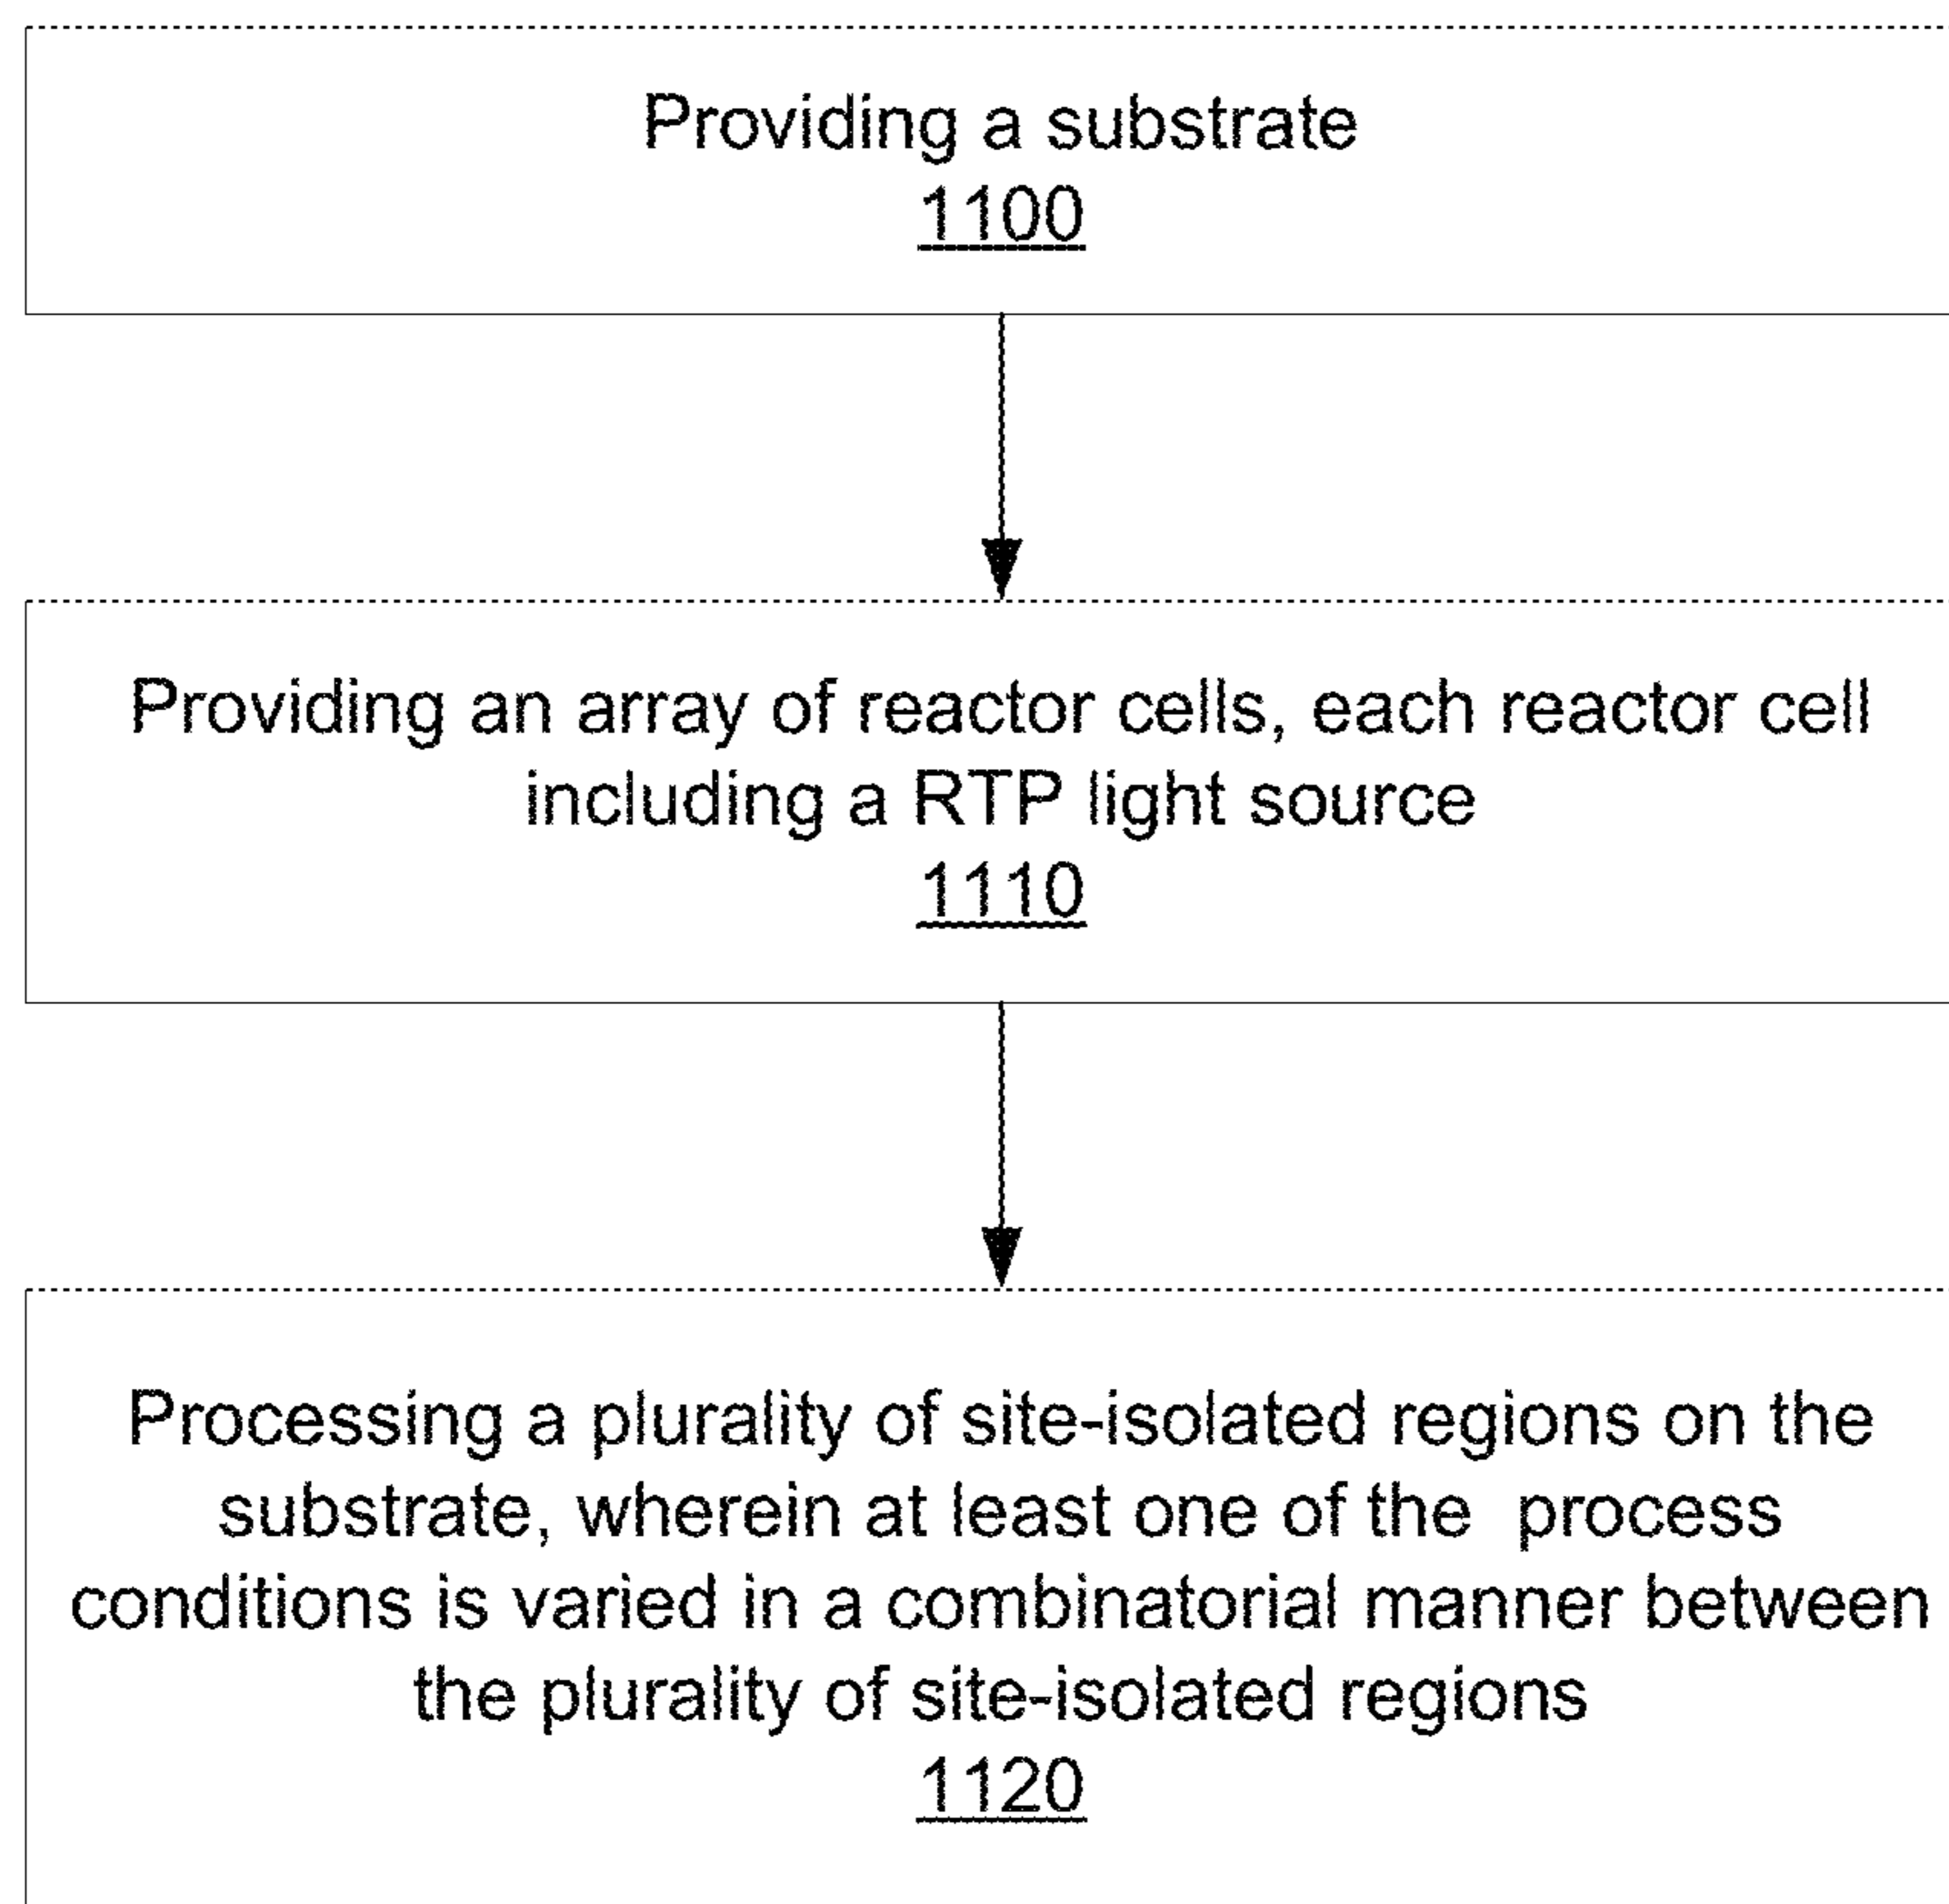 Providing a substrate
1100
Providing an array of reactor cells, each reactor cell
including a RTP light source
1110
Processing a plurality of site-isolated regions on the
substrate, wherein at least one of the process
conditions is varied in a combinatorial manner between
the plurality of site-isolated regions
1120